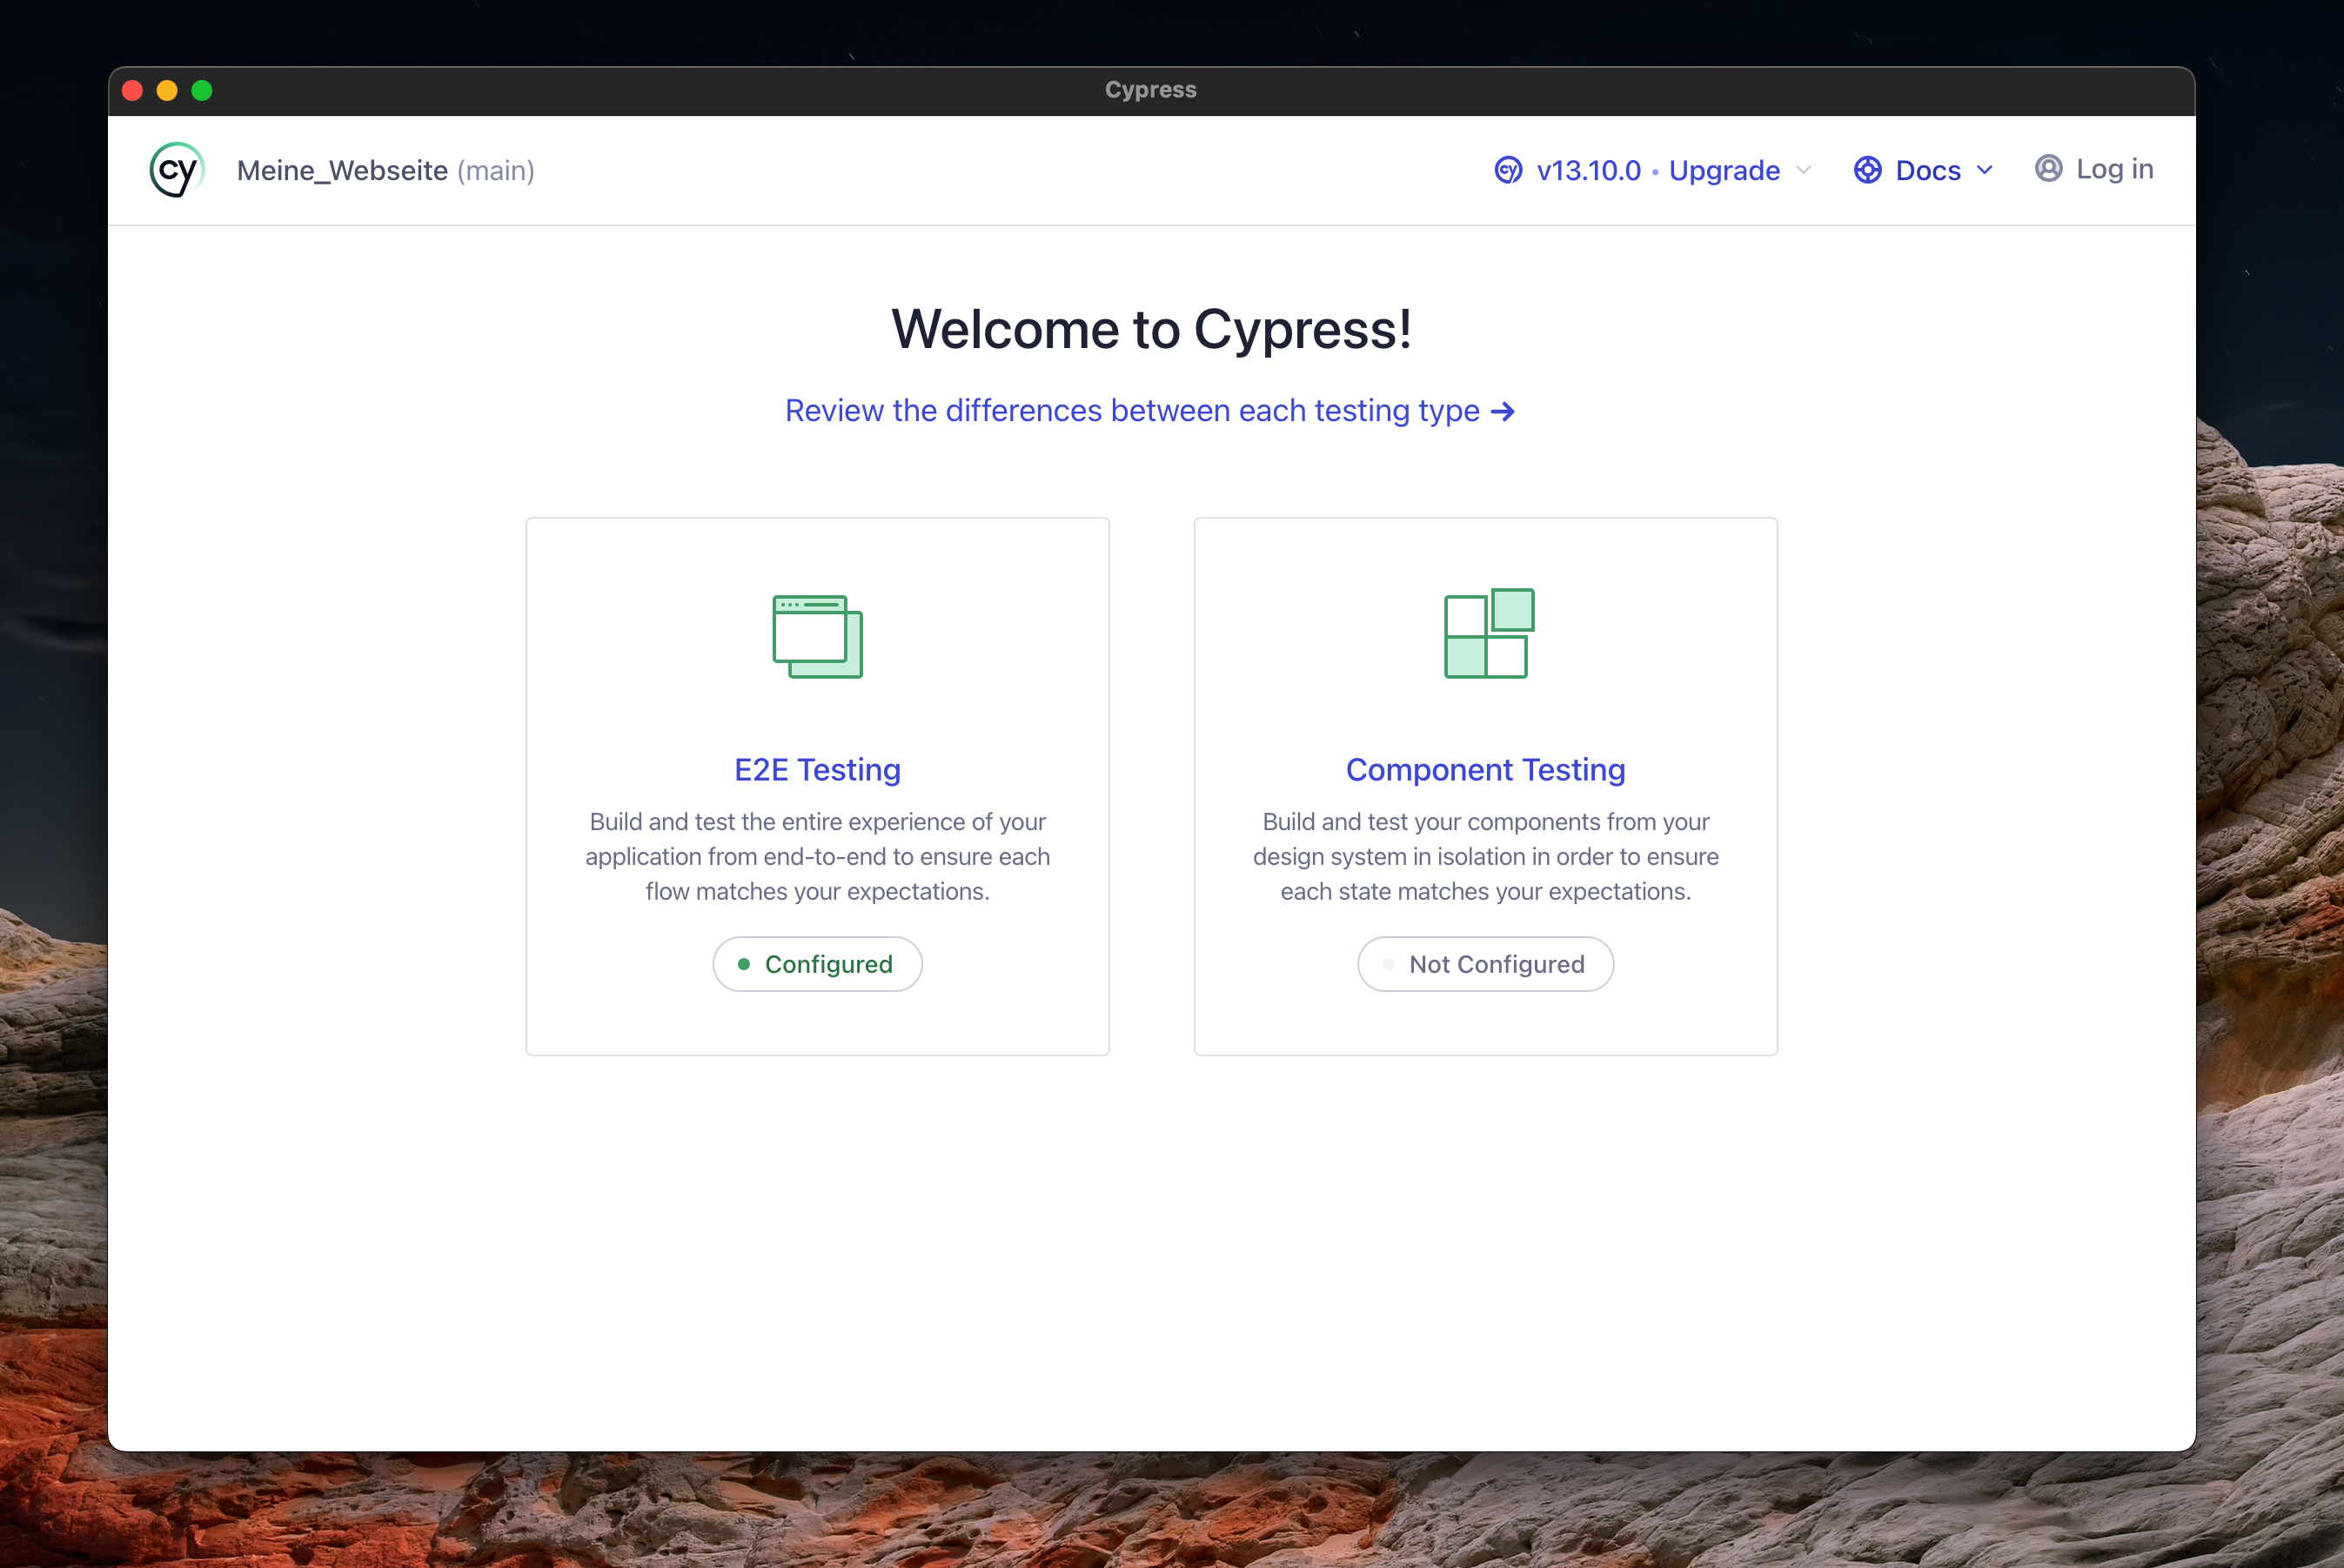 Cypress
cy Meine_Webseite (main)
cy v13.10.0 • Upgrade
Docs
Log in
Welcome to Cypress!
Review the differences between each testing type →
E2E Testing
Build and test the entire experience of your
application from end-to-end to ensure each
flow matches your expectations.
Configured
Component Testing
Build and test your components from your
design system in isolation in order to ensure
each state matches your expectations.
Not Configured